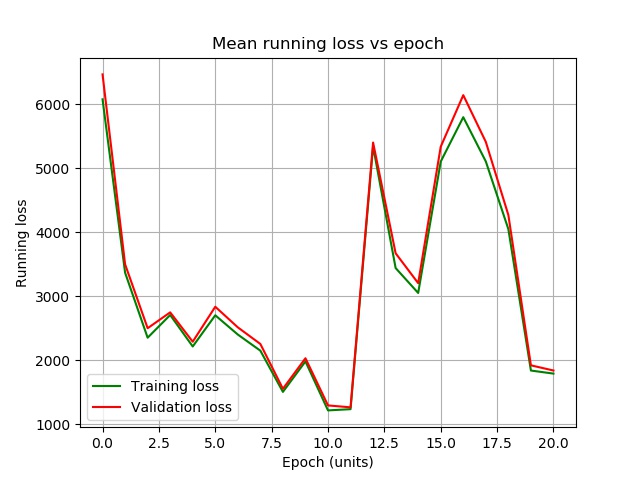 Mean running loss vs epoch
Running loss
6000
5000
4000
3000
2000
1000
Training loss
Validation loss
0.0 2.5 5.0 7.5 10.0 12.5 15.0 17.5 20.0
Epoch (units)